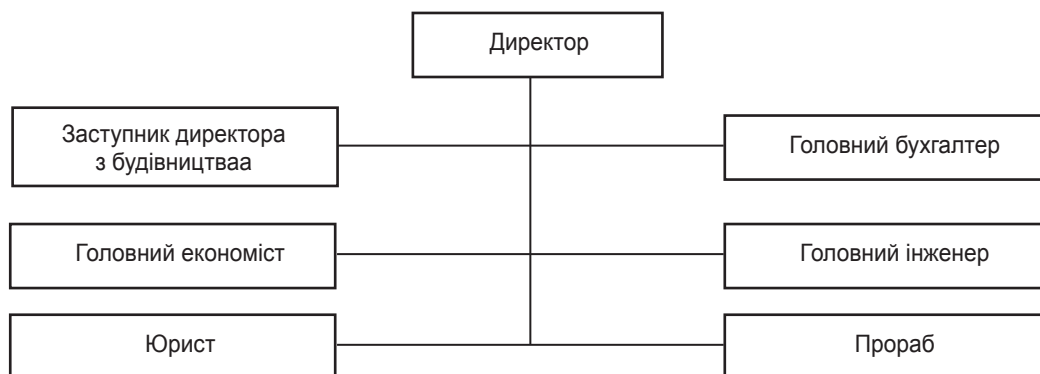 Директор
Заступник директора
з будівництваа
Головний бухгалтер
Головний економіст
Головний інженер
Юрист
Прораб